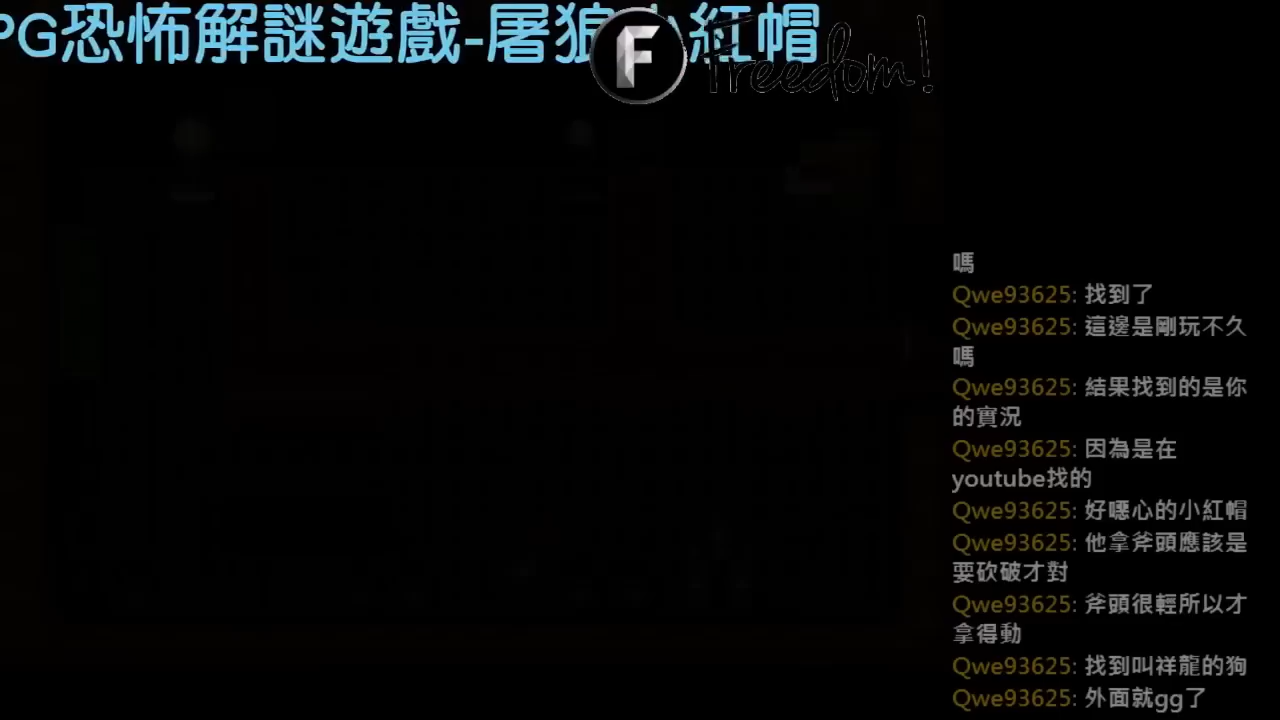 PG恐怖解謎遊戲-屠狼小紅帽
F Freedom!
嗎
Qwe93625: 找到了
Qwe93625: 這邊是剛玩不久
嗎
Qwe93625: 結果找到的是你
的實況
Qwe93625: 因為是在
youtube找的
Qwe93625: 好噁心的小紅帽
Qwe93625: 他拿斧頭應該是
要砍破才對
Qwe93625: 斧頭很輕所以才
拿得動
Qwe93625: 找到叫祥龍的狗
Qwe93625: 外面就gg了